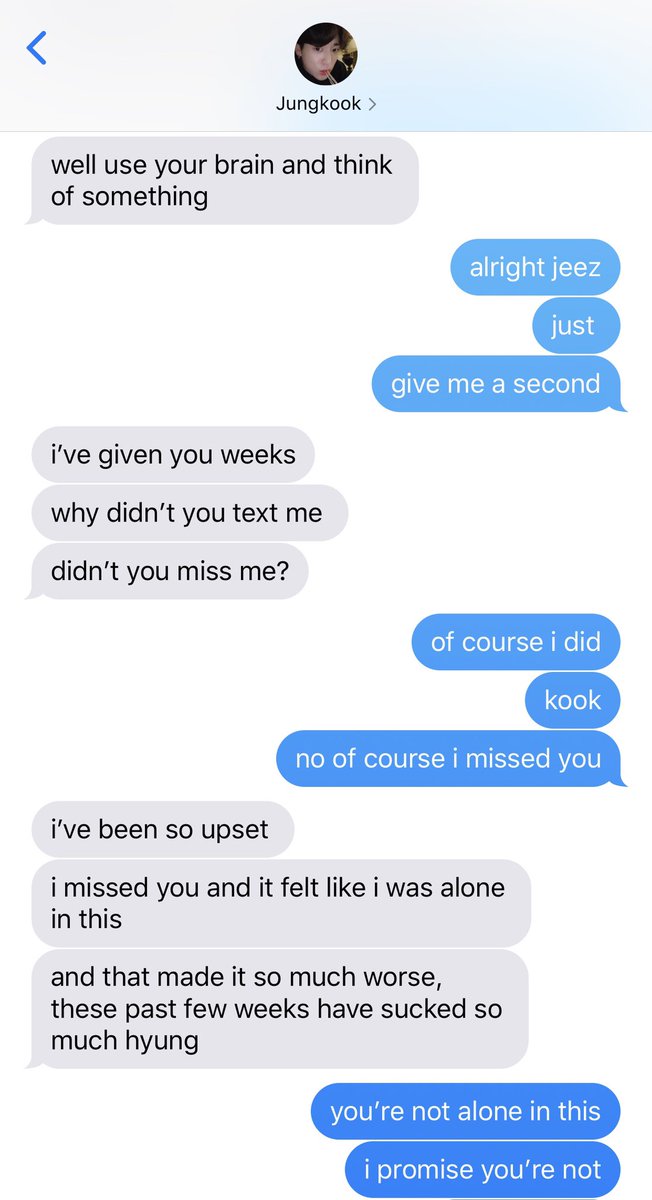 Jungkook
well use your brain and think
of something
alright jeez
just
give me a second
i’ve given you weeks
why didn’t you text me
didn’t you miss me?
of course i did
kook
no of course i missed you
i’ve been so upset
i missed you and it felt like i was alone
in this
and that made it so much worse,
these past few weeks have sucked so
much hyung
you’re not alone in this
i promise you’re not